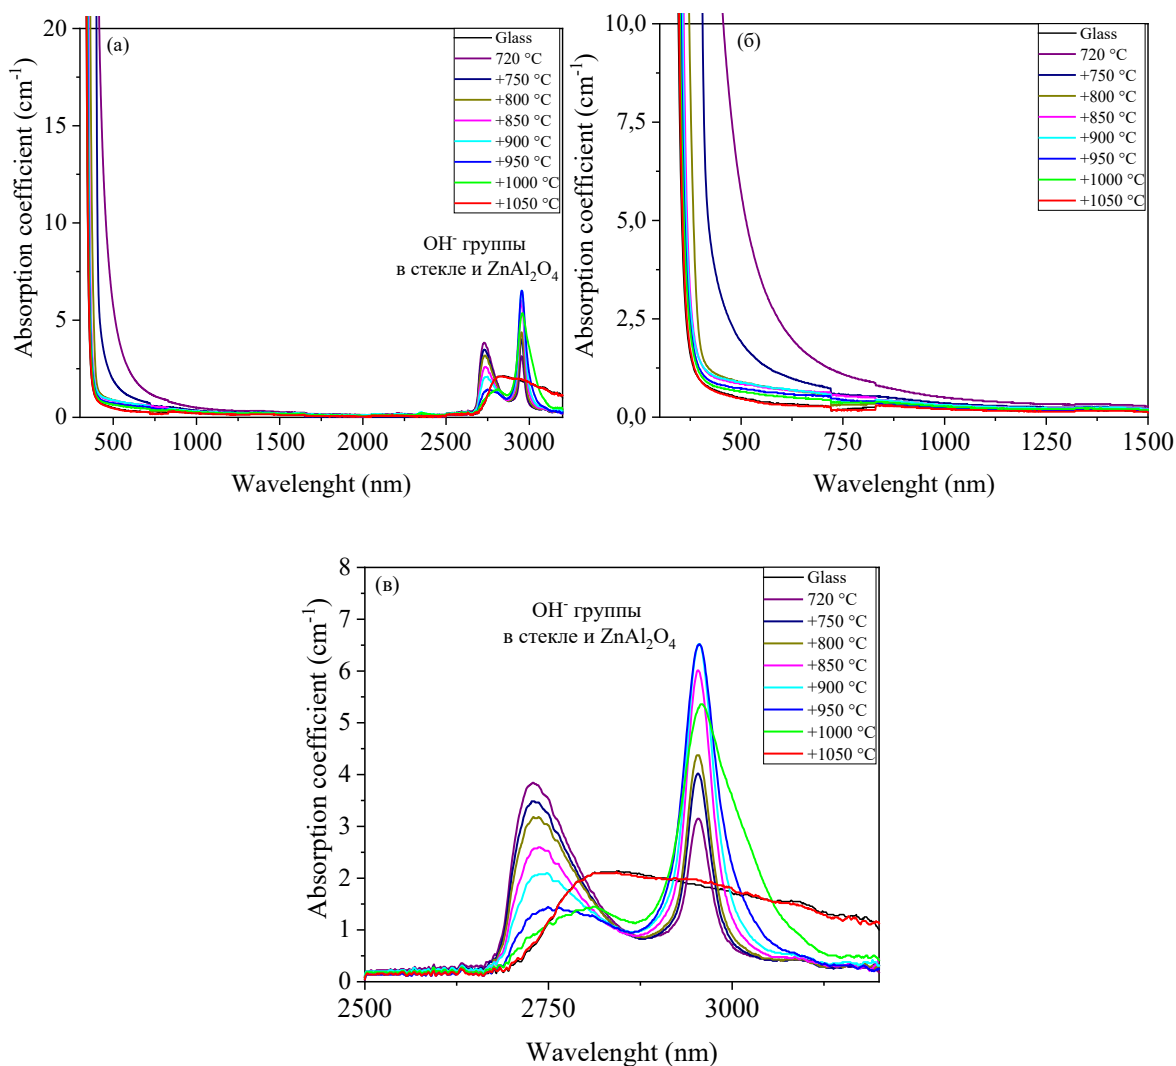 (а)
20
15
10
5
0
500
1000
1500
2000
2500
3000
Absorption coefficient (cm⁻¹)
Wavelenght (nm)
Glass
720 °C
+750 °C
+800 °C
+850 °C
+900 °C
+950 °C
+1000 °C
+1050 °C
OH⁻ группы
в стекле и ZnAl₂O₄
(б)
10,0
7,5
5,0
2,5
0,0
500
750
1000
1250
1500
Absorption coefficient (cm⁻¹)
Wavelenght (nm)
Glass
720 °C
+750 °C
+800 °C
+850 °C
+900 °C
+950 °C
+1000 °C
+1050 °C
(в)
8
7
6
5
4
3
2
1
0
2500
2750
3000
Absorption coefficient (cm⁻¹)
Wavelenght (nm)
Glass
720 °C
+750 °C
+800 °C
+850 °C
+900 °C
+950 °C
+1000 °C
+1050 °C
OH⁻ группы
в стекле и ZnAl₂O₄